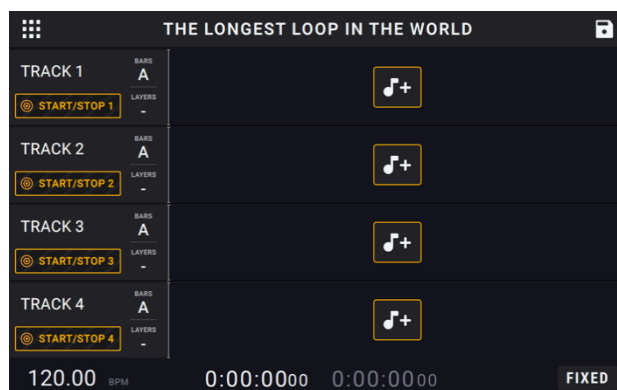 THE LONGEST LOOP IN THE WORLD
TRACK 1
BARS
A
START/STOP 1
LAYERS
-
TRACK 2
BARS
A
START/STOP 2
LAYERS
-
TRACK 3
BARS
A
START/STOP 3
LAYERS
-
TRACK 4
BARS
A
START/STOP 4
LAYERS
-
120.00 BPM 0:00:0000 0:00:0000 FIXED